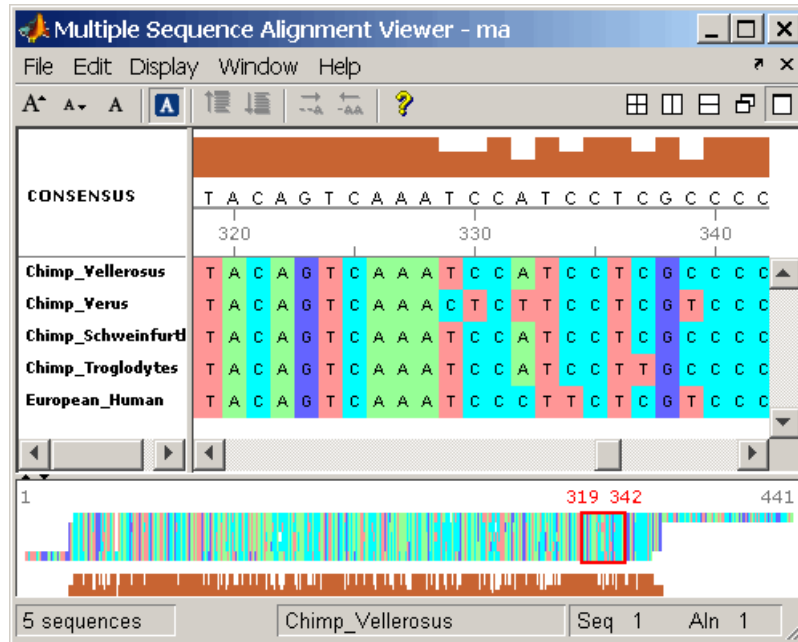 Multiple Sequence Alignment Viewer - ma
File Edit Display Window Help
A A A A --A -AA ?
CONSENSUS T A C A G T C A A A T C C A T C C T C G C C C C
320 330 340
Chimp_Vellerosus T A C A G T C A A A T C C A T C C T C G C C C C
Chimp_Verus T A C A G T C A A A C T C T T C C T C G T C C C
Chimp_Schweinfurtl T A C A G T C A A A T C C A T C C T C G C C C C
Chimp_Troglodytes T A C A G T C A A A T C C A T C C T T G C C C C
European_Human T A C A G T C A A A T C C C T T C T C G T C C C
1 319 342 441
5 sequences Chimp_Vellerosus Seq 1 Aln 1